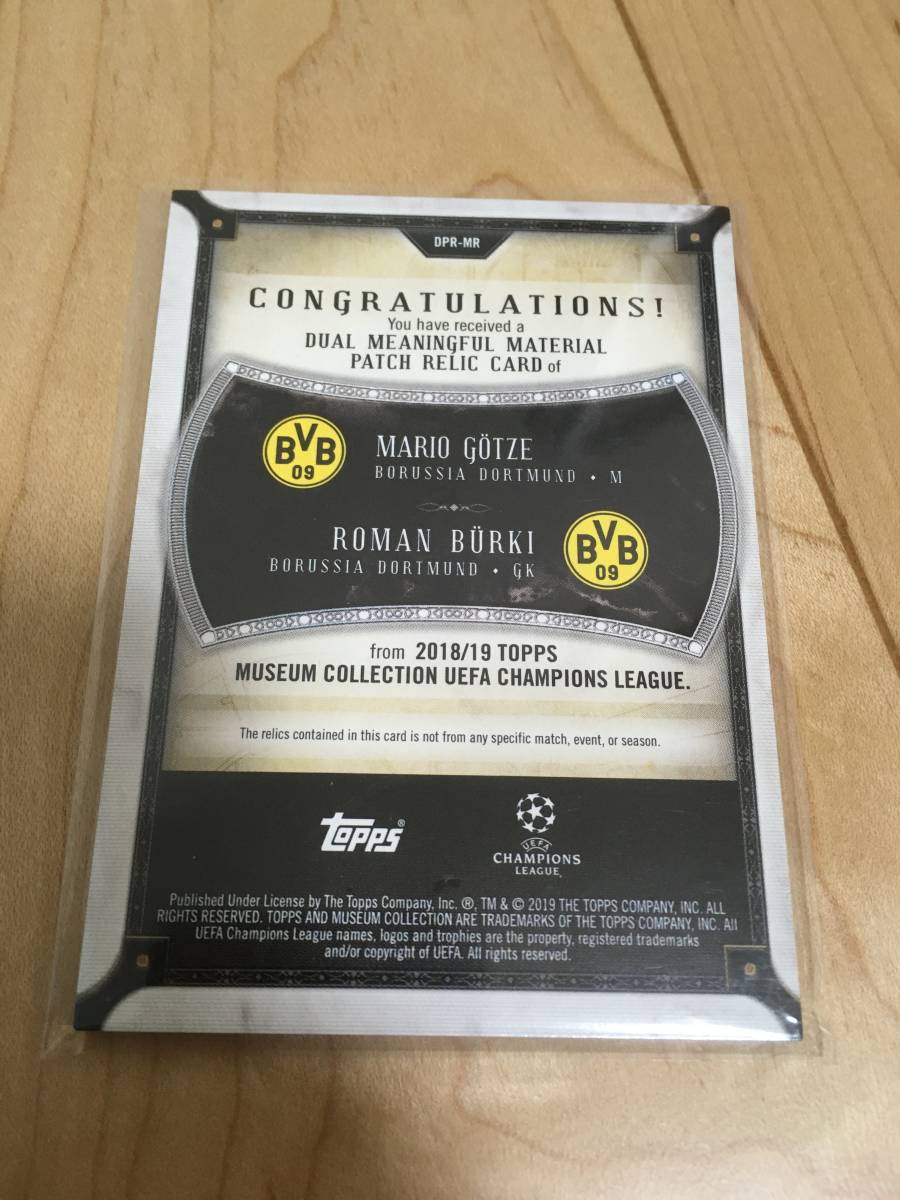 DPR-MR
CONGRATULATIONS!
You have received a
DUAL MEANINGFUL MATERIAL
PATCH RELIC CARD of
BVB
09
MARIO GÖTZE
BORUSSIA DORTMUND • M
ROMAN BÜRKI
BORUSSIA DORTMUND • GK
BVB
09
from 2018/19 TOPPS
MUSEUM COLLECTION UEFA CHAMPIONS LEAGUE.
The relics contained in this card is not from any specific match, event, or season.
topps®
UEFA
CHAMPIONS
LEAGUE
Published Under License by The Topps Company, Inc. ®, TM & © 2019 THE TOPPS COMPANY, INC. ALL
RIGHTS RESERVED. TOPPS AND MUSEUM COLLECTION ARE TRADEMARKS OF THE TOPPS COMPANY, INC. All
UEFA Champions League names, logos and trophies are the property, registered trademarks
and/or copyright of UEFA. All rights reserved.